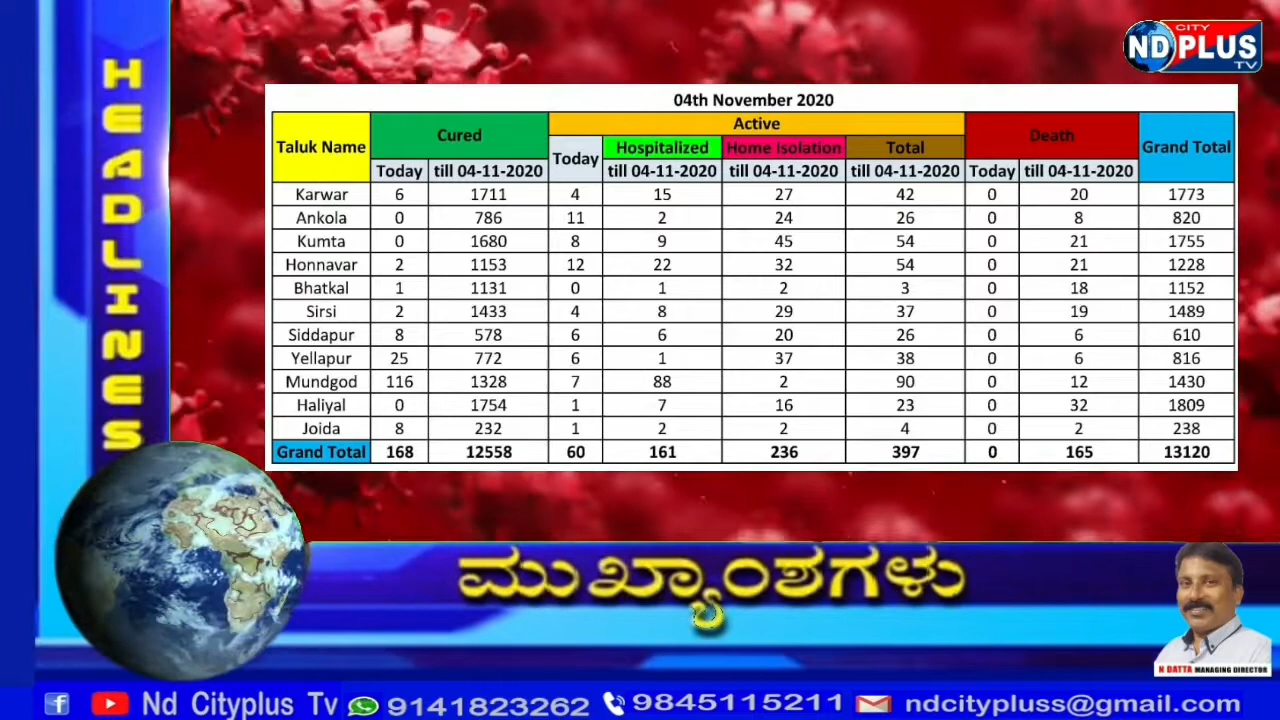 HEADLINES
CITY
ND PLUS
TV
04th November 2020
Taluk Name Cured Active Death Grand Total
Today Hospitalized Home Isolation Total
Today till 04-11-2020 till 04-11-2020 till 04-11-2020 till 04-11-2020 Today till 04-11-2020
Karwar 6 1711 4 15 27 42 0 20 1773
Ankola 0 786 11 2 24 26 0 8 820
Kumta 0 1680 8 9 45 54 0 21 1755
Honnavar 2 1153 12 22 32 54 0 21 1228
Bhatkal 1 1131 0 1 2 3 0 18 1152
Sirsi 2 1433 4 8 29 37 0 19 1489
Siddapur 8 578 6 6 20 26 0 6 610
Yellapur 25 772 6 1 37 38 0 6 816
Mundgod 116 1328 7 88 2 90 0 12 1430
Haliyal 0 1754 1 7 16 23 0 32 1809
Joida 8 232 1 2 2 4 0 2 238
Grand Total 168 12558 60 161 236 397 0 165 13120
ಮುಖ್ಯಾಂಶಗಳು
N DATTA MANAGING DIRECTOR
Nd Cityplus Tv 9141823262 9845115211 ndcitypluss@gmail.com